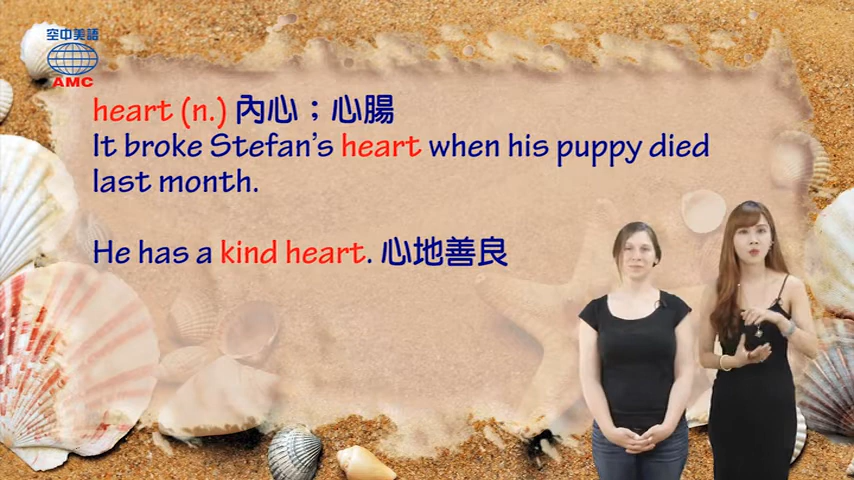 空中美語
AMC
heart (n.) 內心；心腸
It broke Stefan's heart when his puppy died
last month.
He has a kind heart. 心地善良